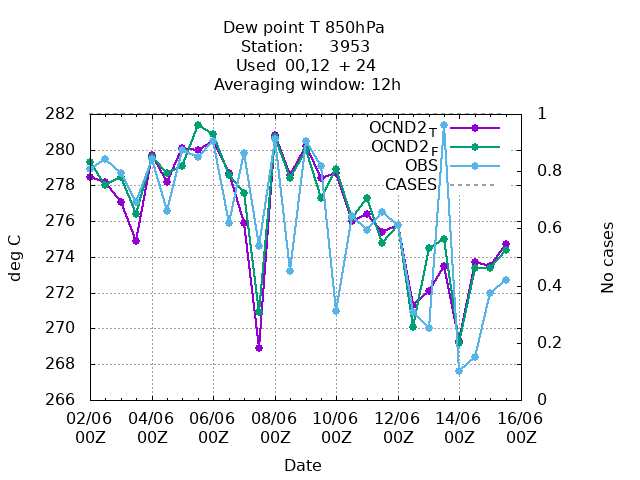 Dew point T 850hPa
Station: 3953
Used 00,12 + 24
Averaging window: 12h
282
280
278
276
274
272
270
268
266
1
0.8
0.6
0.4
0.2
0
deg C
No cases
OCND2_T
OCND2_F
OBS
CASES
02/06 04/06 06/06 08/06 10/06 12/06 14/06 16/06
00Z 00Z 00Z 00Z 00Z 00Z 00Z 00Z
Date